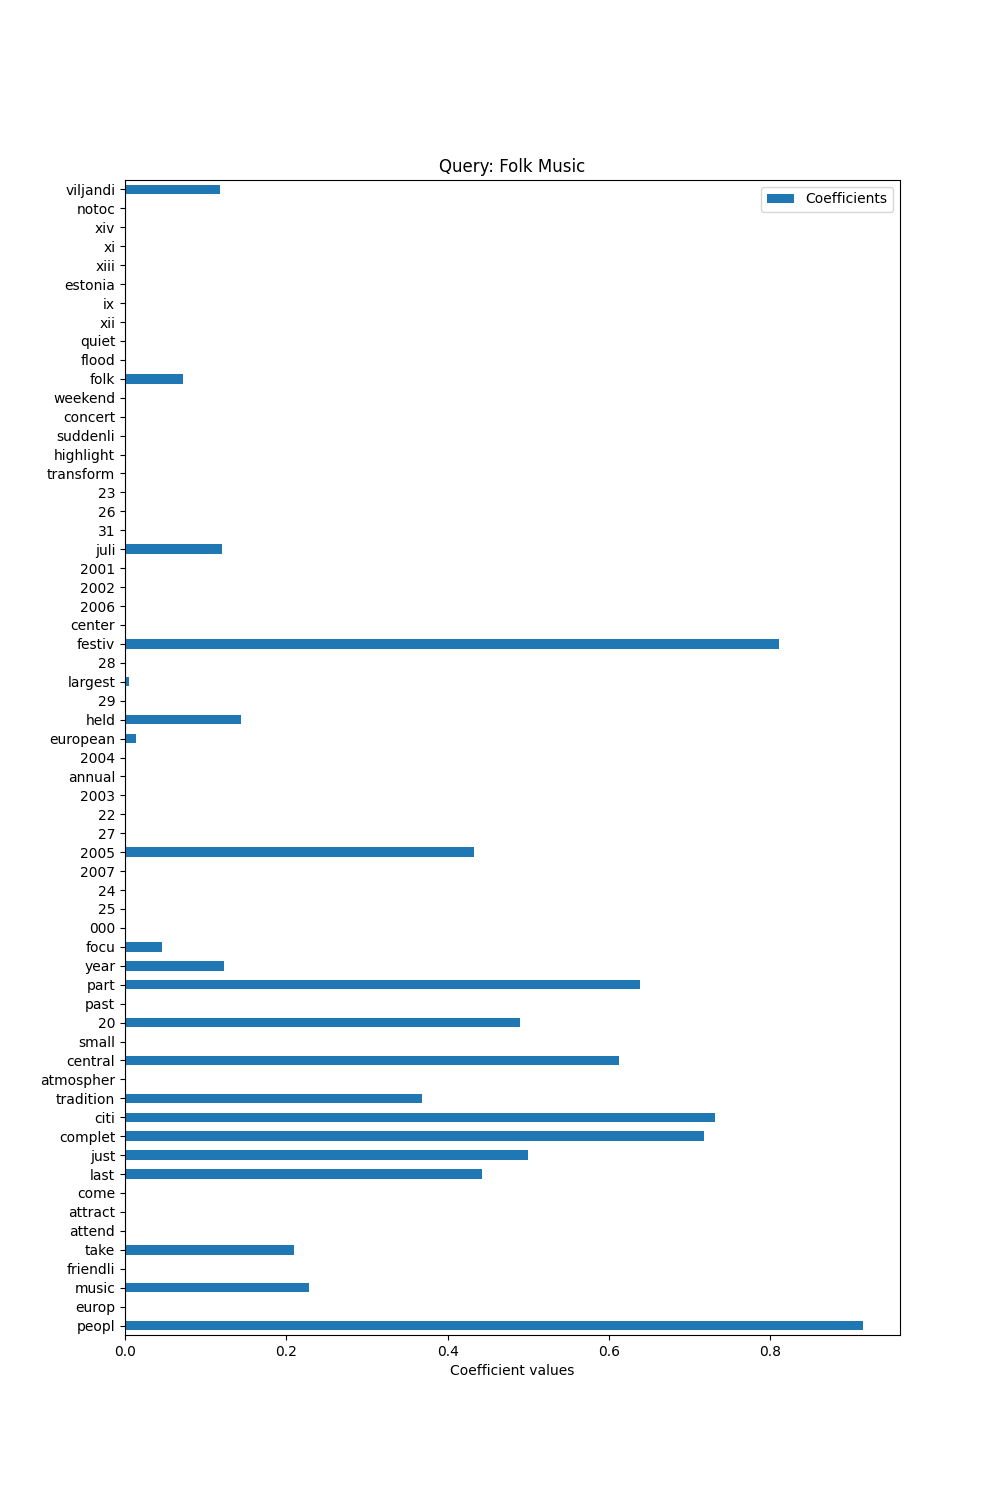 Query: Folk Music
Coefficients
viljandi
notoc
xiv
xi
xiii
estonia
ix
xii
quiet
flood
folk
weekend
concert
suddenli
highlight
transform
23
26
31
juli
2001
2002
2006
center
festiv
28
largest
29
held
european
2004
annual
2003
22
27
2005
2007
24
25
000
focu
year
part
past
20
small
central
atmospher
tradition
citi
complet
just
last
come
attract
attend
take
friendli
music
europ
peopl
0.0 0.2 0.4 0.6 0.8
Coefficient values